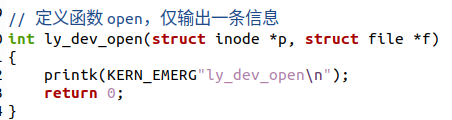 // 定义函数 open，仅输出一条信息
int ly_dev_open(struct inode *p, struct file *f)
{
    printk(KERN_EMERG"ly_dev_open\n");
    return 0;
}